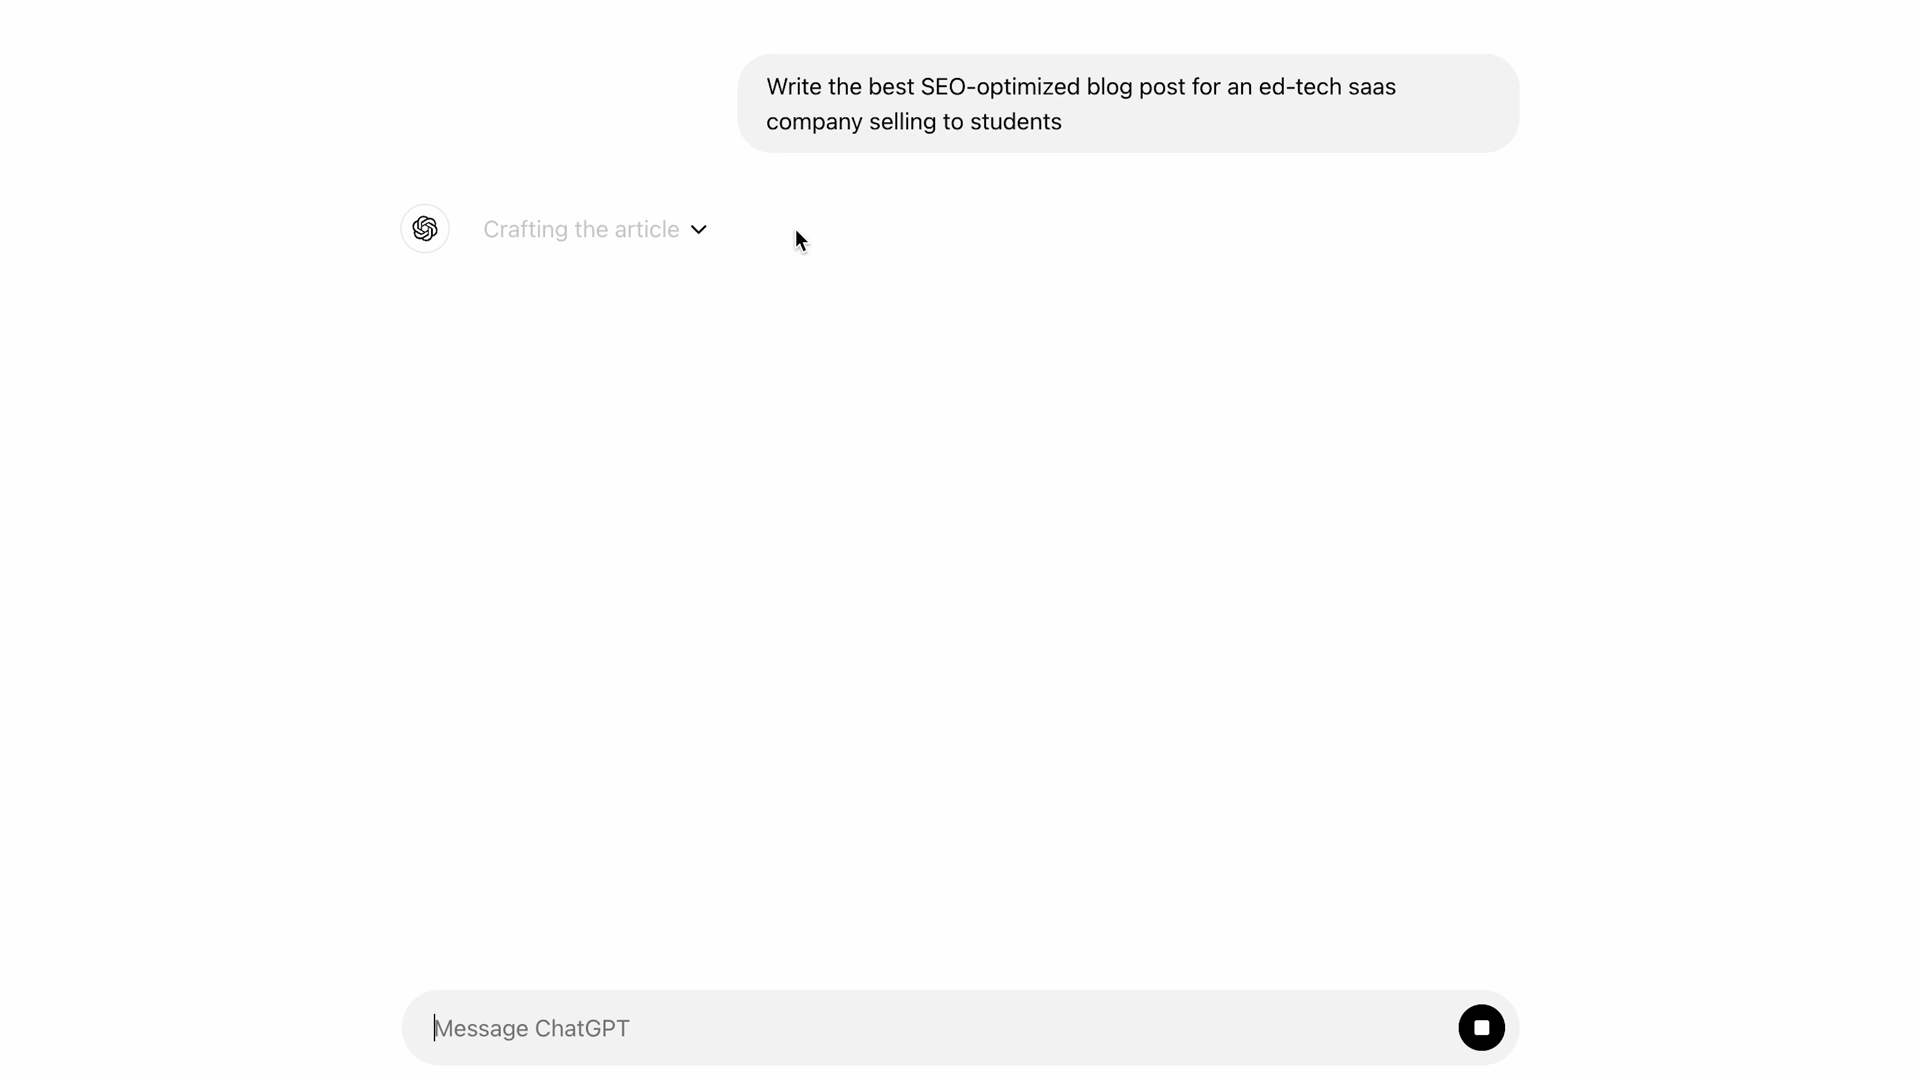 Write the best SEO-optimized blog post for an ed-tech saas
company selling to students
Crafting the article
Message ChatGPT